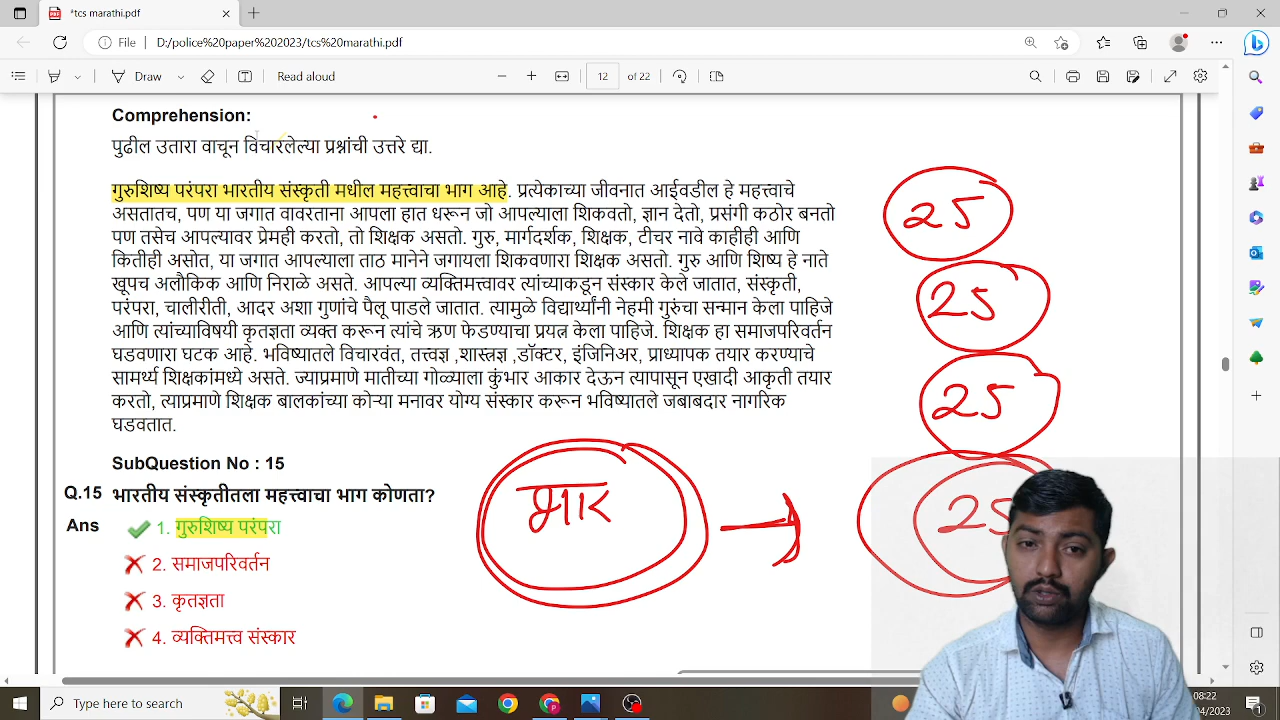 *tcs marathi.pdf
File D:/police%20paper%202023/tcs%20marathi.pdf
Draw Read aloud 12 of 22
Comprehension:
पुढील उतारा वाचून विचारलेल्या प्रश्नांची उत्तरे द्या.
गुरुशिष्य परंपरा भारतीय संस्कृती मधील महत्त्वाचा भाग आहे. प्रत्येकाच्या जीवनात आईवडील हे महत्त्वाचे
असतातच, पण या जगात वावरताना आपला हात धरून जो आपल्याला शिकवतो, ज्ञान देतो, प्रसंगी कठोर बनतो
पण तसेच आपल्यावर प्रेमही करतो, तो शिक्षक असतो. गुरु, मार्गदर्शक, शिक्षक, टीचर नावे काहीही आणि
कितीही असोत, या जगात आपल्याला ताठ मानेने जगायला शिकवणारा शिक्षक असतो. गुरु आणि शिष्य हे नाते
खूपच अलौकिक आणि निराळे असते. आपल्या व्यक्तिमत्त्वावर त्यांच्याकडून संस्कार केले जातात, संस्कृती,
परंपरा, चालीरीती, आदर अशा गुणांचे पैलू पाडले जातात. त्यामुळे विद्यार्थ्यांनी नेहमी गुरुंचा सन्मान केला पाहिजे
आणि त्यांच्याविषयी कृतज्ञता व्यक्त करून त्यांचे ऋण फेडण्याचा प्रयत्न केला पाहिजे. शिक्षक हा समाजपरिवर्तन
घडवणारा घटक आहे. भविष्यातले विचारवंत, तत्त्वज्ञ ,शास्त्रज्ञ ,डॉक्टर, इंजिनिअर, प्राध्यापक तयार करण्याचे
सामर्थ्य शिक्षकांमध्ये असते. ज्याप्रमाणे मातीच्या गोळ्याला कुंभार आकार देऊन त्यापासून एखादी आकृती तयार
करतो, त्याप्रमाणे शिक्षक बालकांच्या कोऱ्या मनावर योग्य संस्कार करून भविष्यातले जबाबदार नागरिक
घडवतात.
25
25
25
25
भार
SubQuestion No : 15
Q.15 भारतीय संस्कृतीतला महत्त्वाचा भाग कोणता?
Ans 1. गुरुशिष्य परंपरा
2. समाजपरिवर्तन
3. कृतज्ञता
4. व्यक्तिमत्त्व संस्कार
Type here to search
08:22
04/2023